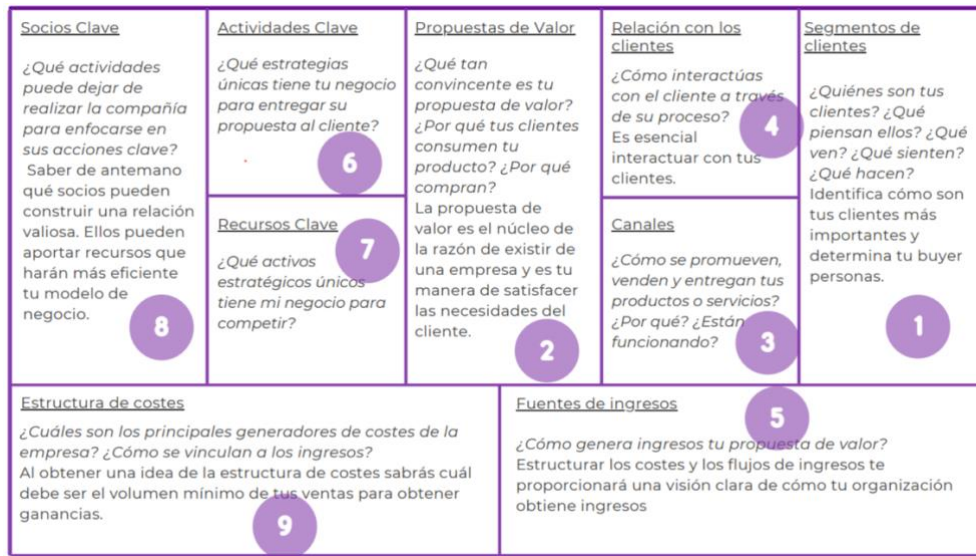 Socios Clave
¿Qué actividades
puede dejar de
realizar la compañía
para enfocarse en
sus acciones clave?
Saber de antemano
qué socios pueden
construir una relación
valiosa. Ellos pueden
aportar recursos que
harán más eficiente
tu modelo de
negocio.
8
Actividades Clave
¿Qué estrategias
únicas tiene tu negocio
para entregar su
propuesta al cliente?
6
Recursos Clave
7
¿Qué activos
estratégicos únicos
tiene mi negocio para
competir?
Propuestas de Valor
¿Qué tan
convincente es tu
propuesta de valor?
¿Por qué tus clientes
consumen tu
producto? ¿Por qué
compran?
La propuesta de
valor es el núcleo de
la razón de existir de
una empresa y es tu
manera de satisfacer
las necesidades del
cliente.
2
Relación con los
clientes
¿Cómo interactúas
con el cliente a través
de su proceso?
4
Es esencial
interactuar con tus
clientes.
Canales
¿Cómo se promueven,
venden y entregan tus
productos o servicios?
¿Por qué? ¿Están
funcionando?
3
Segmentos de
clientes
¿Quiénes son tus
clientes? ¿Qué
piensan ellos? ¿Qué
ven? ¿Qué sienten?
¿Qué hacen?
Identifica cómo son
tus clientes más
importantes y
determina tu buyer
personas.
1
Estructura de costes
¿Cuáles son los principales generadores de costes de la
empresa? ¿Cómo se vinculan a los ingresos?
Al obtener una idea de la estructura de costes sabrás cuál
debe ser el volumen mínimo de tus ventas para obtener
ganancias.
9
Fuentes de ingresos
5
¿Cómo genera ingresos tu propuesta de valor?
Estructurar los costes y los flujos de ingresos te
proporcionará una visión clara de cómo tu organización
obtiene ingresos